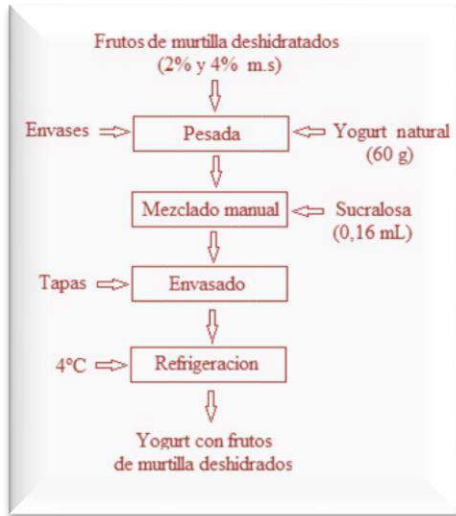 Frutos de murtilla deshidratados
(2% y 4% m.s)
Envases
Pesada
Yogurt natural
(60 g)
Mezclado manual
Sucralosa
(0,16 mL)
Tapas
Envasado
4°C
Refrigeracion
Yogurt con frutos
de murtilla deshidrados